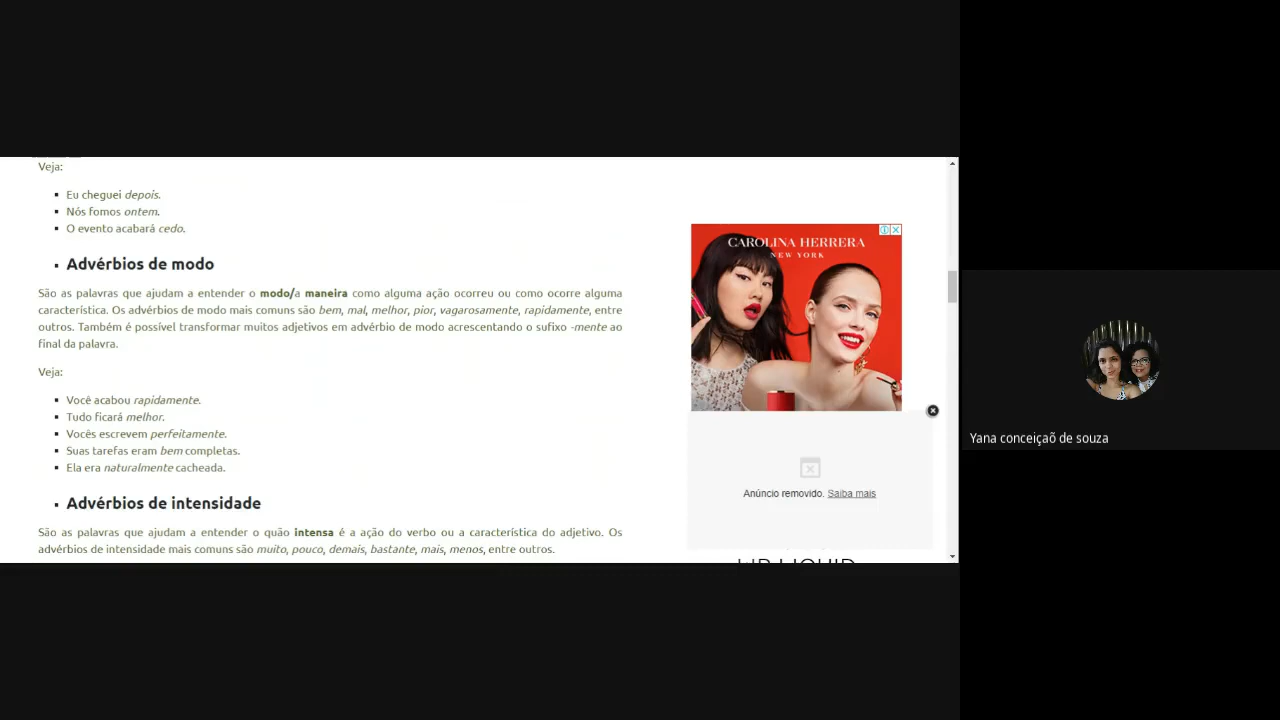 Veja:
Eu cheguei depois.
Nós fomos ontem.
O evento acabará cedo.
Advérbios de modo
São as palavras que ajudam a entender o modo/a maneira como alguma ação ocorreu ou como ocorre alguma
característica. Os advérbios de modo mais comuns são bem, mal, melhor, pior, vagarosamente, rapidamente, entre
outros. Também é possível transformar muitos adjetivos em advérbio de modo acrescentando o sufixo -mente ao
final da palavra.
Veja:
Você acabou rapidamente.
Tudo ficará melhor.
Vocês escrevem perfeitamente.
Suas tarefas eram bem completas.
Ela era naturalmente cacheada.
Advérbios de intensidade
São as palavras que ajudam a entender o quão intensa é a ação do verbo ou a característica do adjetivo. Os
advérbios de intensidade mais comuns são muito, pouco, demais, bastante, mais, menos, entre outros.
CAROLINA HERRERA
NEW YORK
Anúncio removido. Saiba mais
Yana conceiçaõ de souza